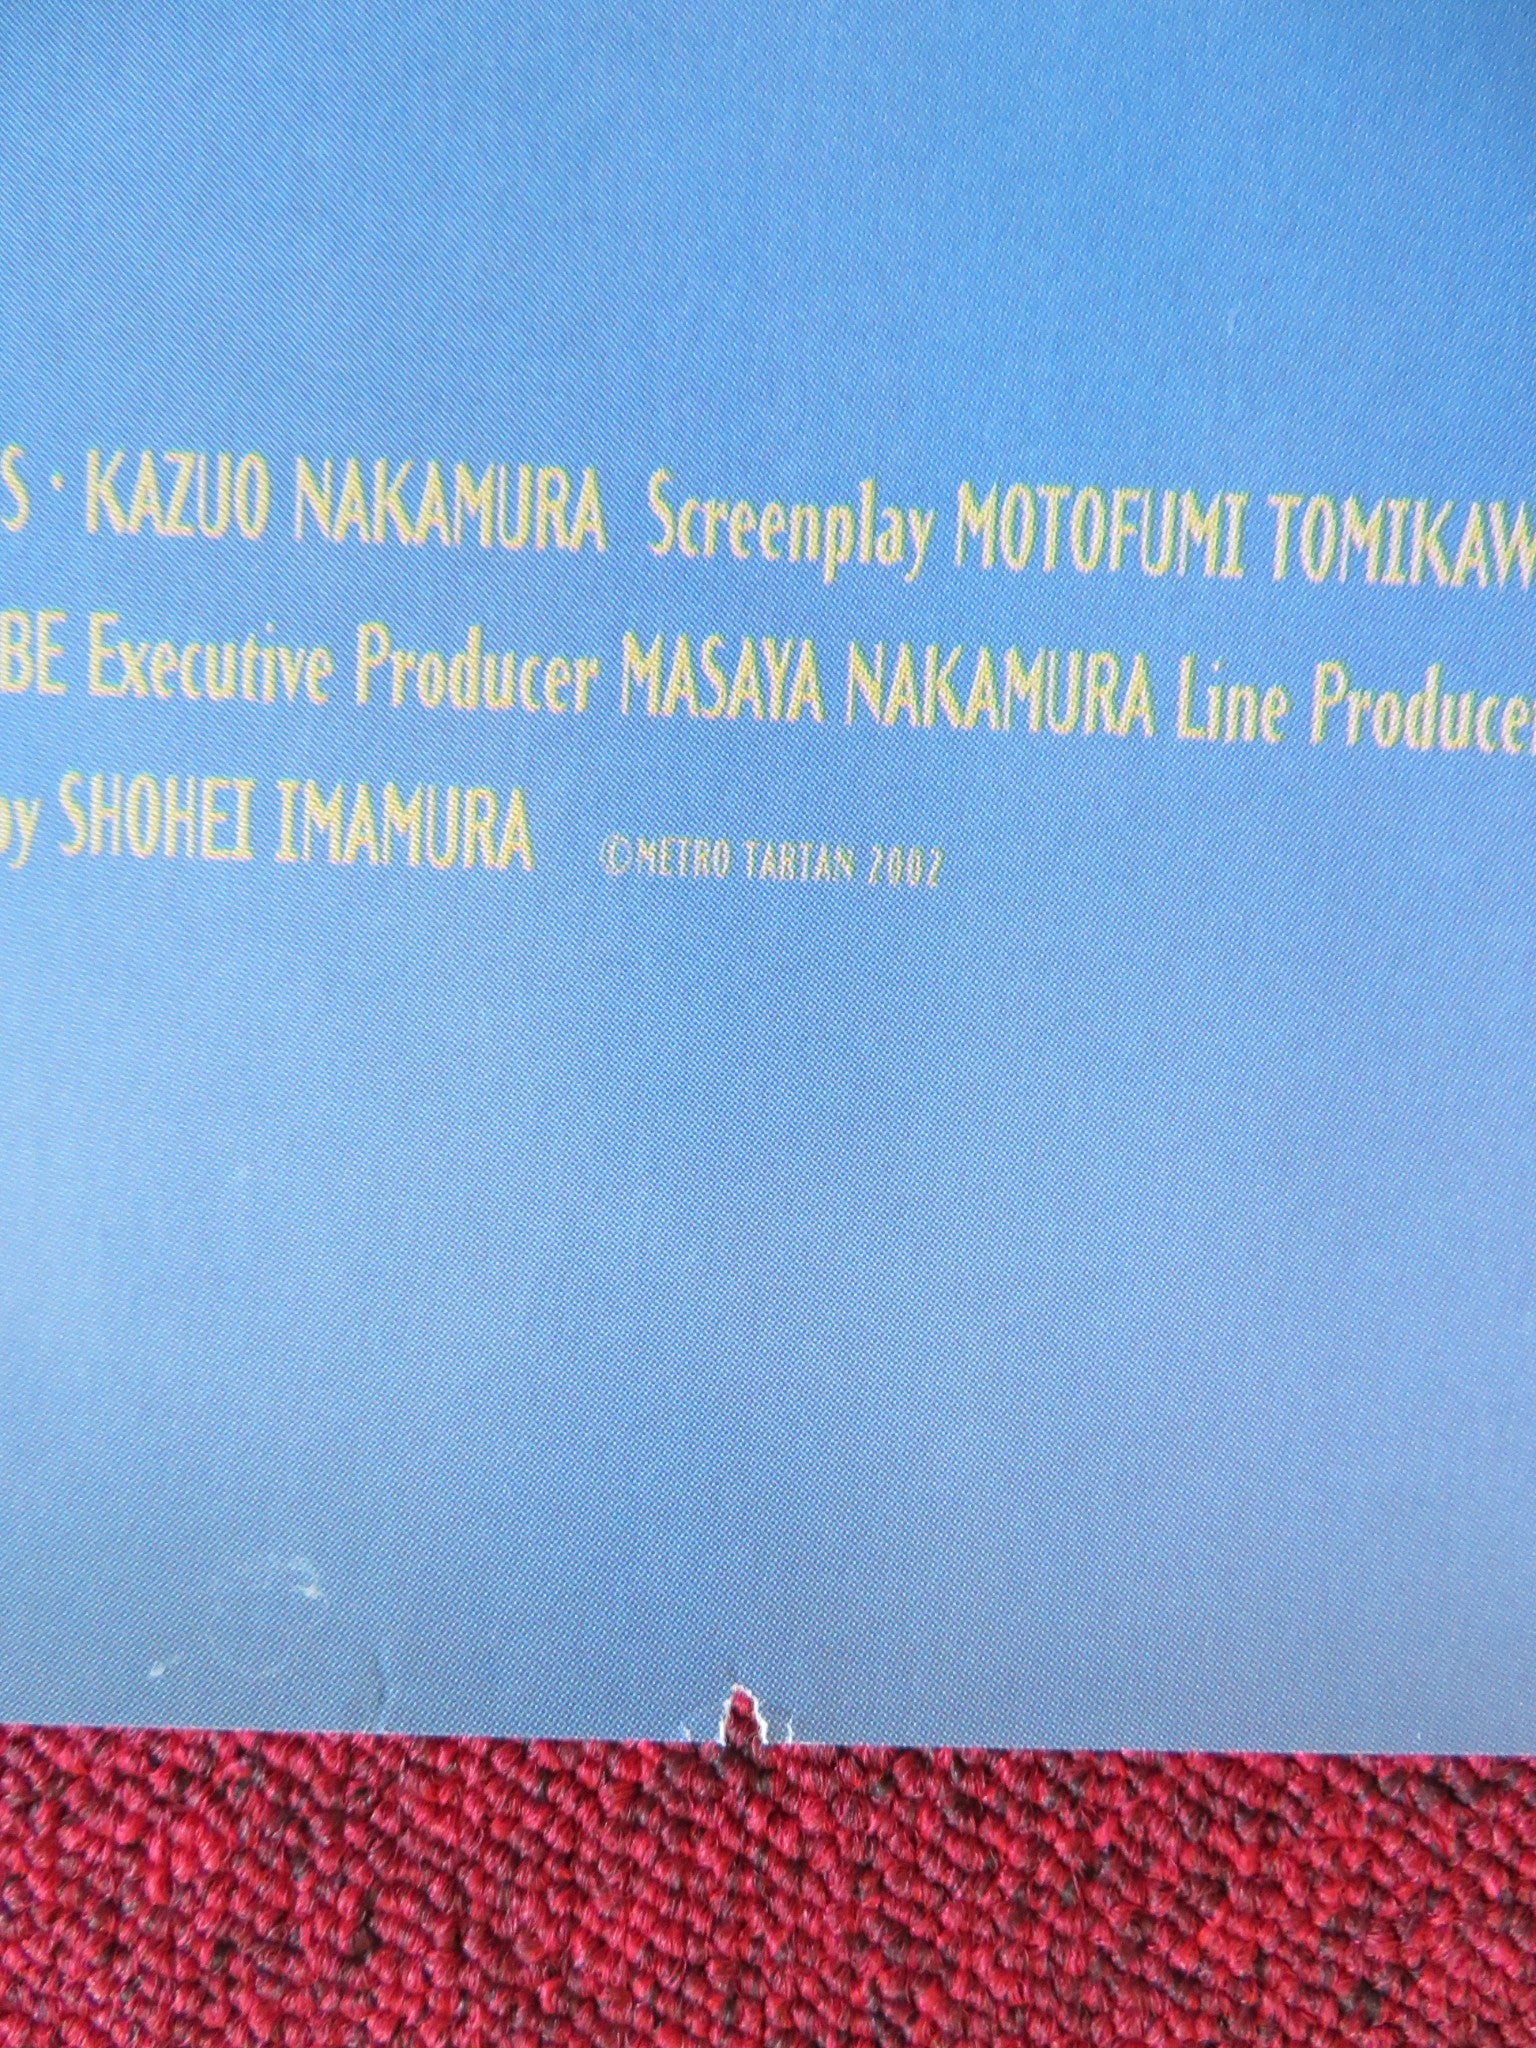 S · KAZUO NAKAMURA Screenplay MOTOFUMI TOMIKAW
BE Executive Producer MASAYA NAKAMURA Line Producer
by SHOHEI IMAMURA ©METRO TARTAN 2002